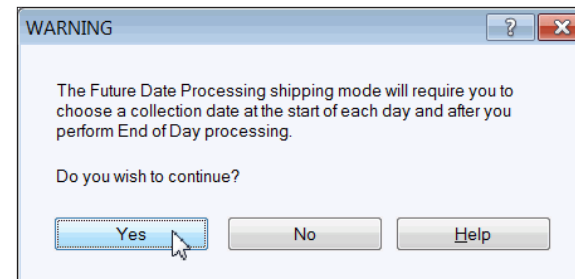 WARNING
The Future Date Processing shipping mode will require you to
choose a collection date at the start of each day and after you
perform End of Day processing.
Do you wish to continue?
Yes No Help